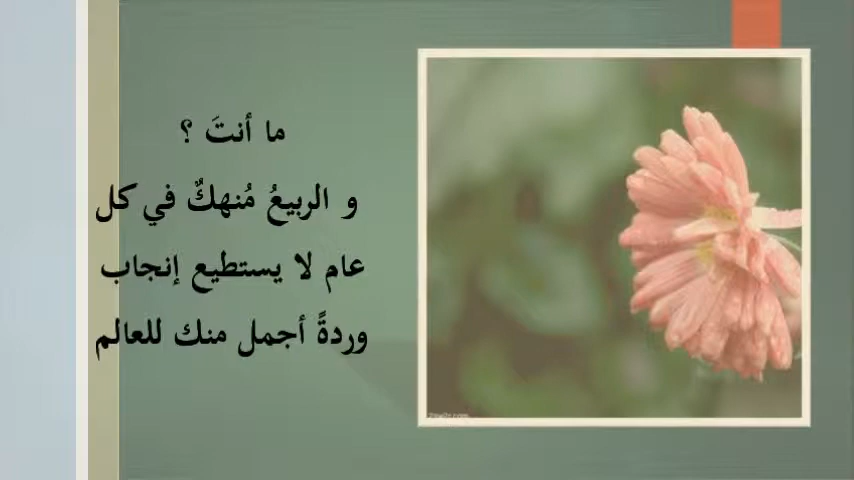 ما أنتَ ؟
و الربيعُ مُنهكٌ في كل
عام لا يستطيع إنجاب
وردةً أجمل منك للعالم